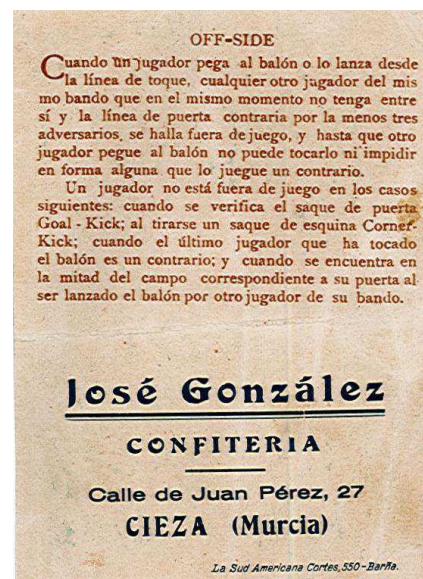 OFF-SIDE
Cuando un jugador pega al balón o lo lanza desde
la línea de toque, cualquier otro jugador del mis
mo bando que en el mismo momento no tenga entre
sí y la línea de puerta contraria por la menos tres
adversarios, se halla fuera de juego, y hasta que otro
jugador pegue al balón no puede tocarlo ni impidir
en forma alguna que lo juegue un contrario.
Un jugador no está fuera de juego en los casos
siguientes: cuando se verifica el saque de puerta
Goal - Kick; al tirarse un saque de esquina Corner-
Kick; cuando el último jugador que ha tocado
el balón es un contrario; y cuando se encuentra en
la mitad del campo correspondiente a su puerta al
ser lanzado el balón por otro jugador de su bando.
José González
CONFITERIA
Calle de Juan Pérez, 27
CIEZA (Murcia)
La Sud Americana Cortes, 550-Barña.